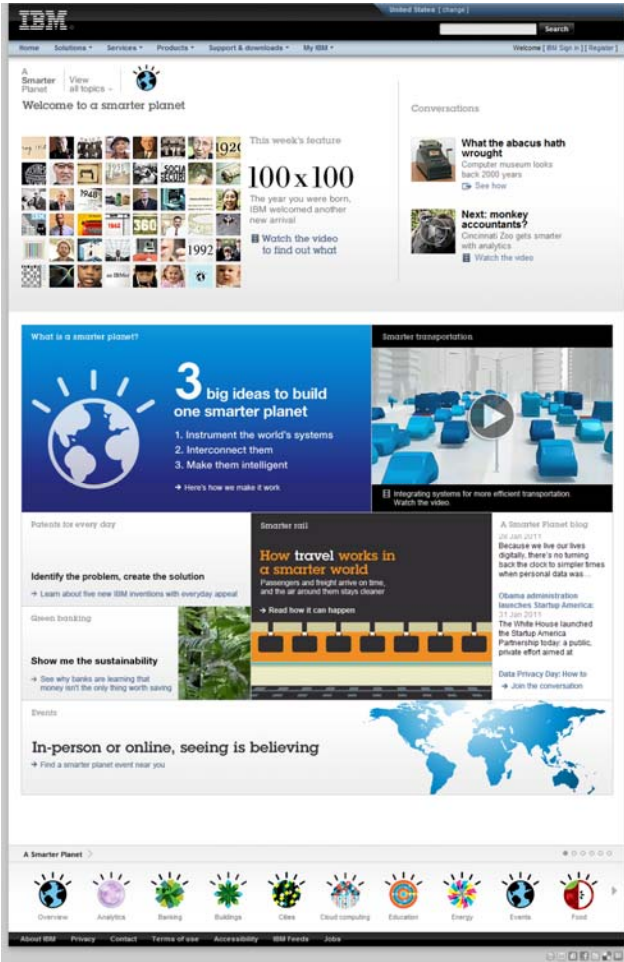 IBM
United States [ change ]
Search
Home
Solutions
Services
Products
Support & downloads
My IBM
Welcome [ IBM Sign in ] [ Register ]
A
Smarter
Planet
View
all topics
Welcome to a smarter planet
This week's feature
100 x 100
The year you were born,
IBM welcomed another
new arrival
Watch the video
to find out what
1920
SOCIAL
SECURITY
1948
360
1992
Conversations
What the abacus hath
wrought
Computer museum looks
back 2000 years
See how
Next: monkey
accountants?
Cincinnati Zoo gets smarter
with analytics
Watch the video
What is a smarter planet?
3 big ideas to build
one smarter planet
1. Instrument the world's systems
2. Interconnect them
3. Make them intelligent
Here's how we make it work
Smarter transportation
Integrating systems for more efficient transportation.
Watch the video.
Patents for every day
Identify the problem, create the solution
Learn about five new IBM inventions with everyday appeal
Green banking
Show me the sustainability
See why banks are learning that
money isn't the only thing worth saving
Smarter rail
How travel works in
a smarter world
Passengers and freight arrive on time,
and the air around them stays cleaner
Read how it can happen
A Smarter Planet blog
Jan 2011
Because we live our lives
digitally, there's no turning
back the clock to simpler times
when personal data was...
Obama administration
launches Startup America:
31 Jan 2011
The White House launched
the Startup America
Partnership today: a public,
private effort aimed at
Data Privacy Day: How to
Join the conversation
Events
In-person or online, seeing is believing
Find a smarter planet event near you
A Smarter Planet
Overview
Analytics
Banking
Buildings
Cities
Cloud computing
Education
Energy
Events
Food
About IBM
Privacy
Contact
Terms of use
Accessibility
IBM Feeds
Jobs